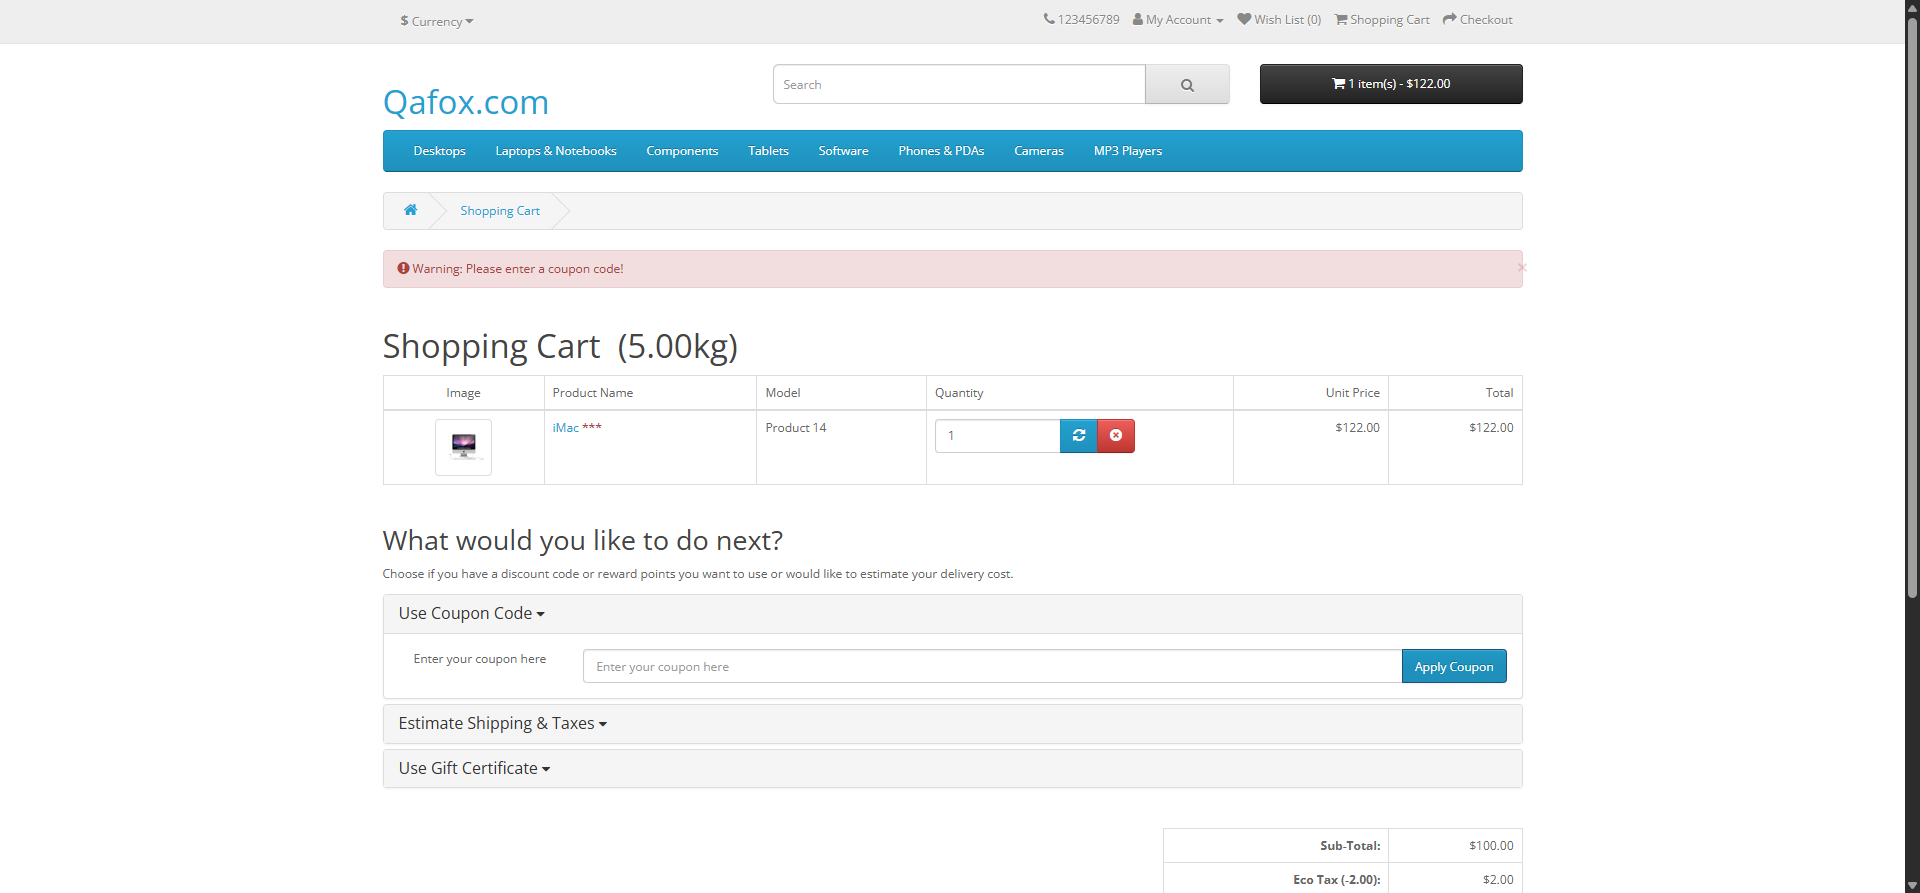 $ Currency
123456789 My Account Wish List (0) Shopping Cart Checkout
Qafox.com
Search
1 item(s) - $122.00
Desktops Laptops & Notebooks Components Tablets Software Phones & PDAs Cameras MP3 Players
Shopping Cart
Warning: Please enter a coupon code!
×
Shopping Cart (5.00kg)
Image Product Name Model Quantity Unit Price Total
iMac *** Product 14 1 $122.00 $122.00
What would you like to do next?
Choose if you have a discount code or reward points you want to use or would like to estimate your delivery cost.
Use Coupon Code
Enter your coupon here Enter your coupon here Apply Coupon
Estimate Shipping & Taxes
Use Gift Certificate
Sub-Total: $100.00
Eco Tax (-2.00): $2.00